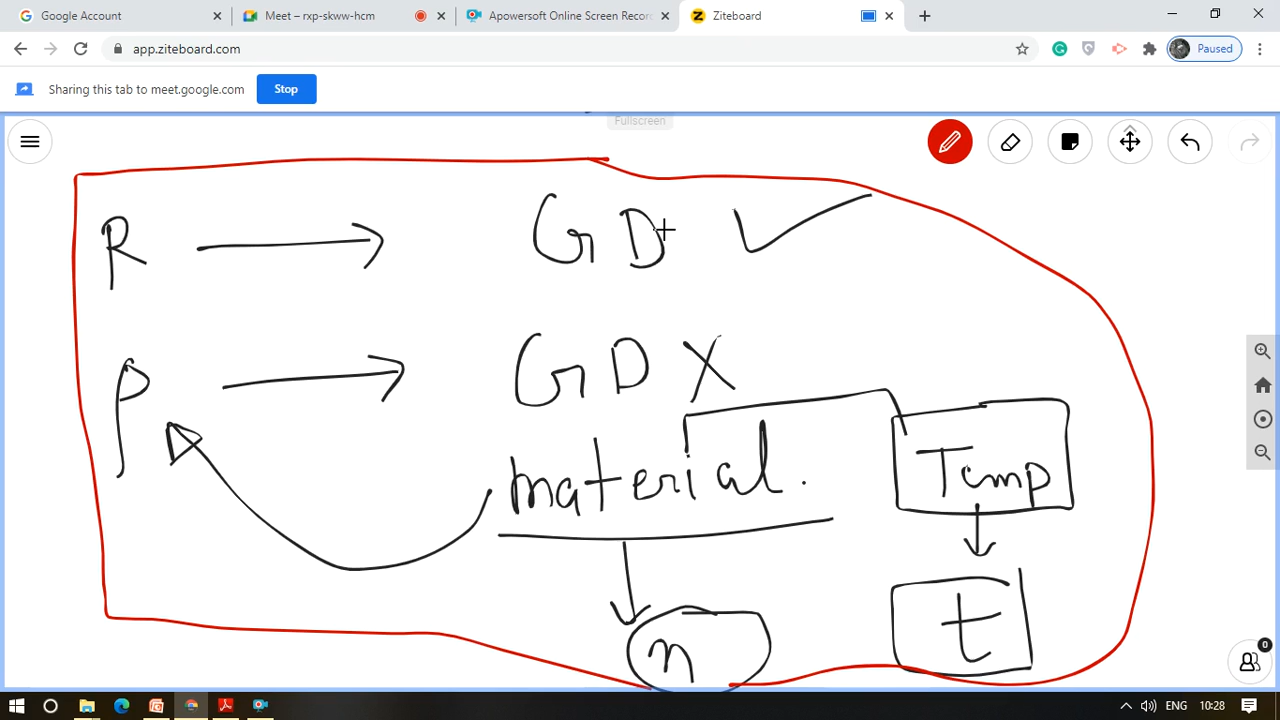 Google Account
Meet – rxp-skww-hcm
Apowersoft Online Screen Recor
Ziteboard
app.ziteboard.com
Paused
Sharing this tab to meet.google.com
Stop
Fullscreen
R → GD ✓
ρ → GD X
material.
Temp
n
t
0
ENG
10:28